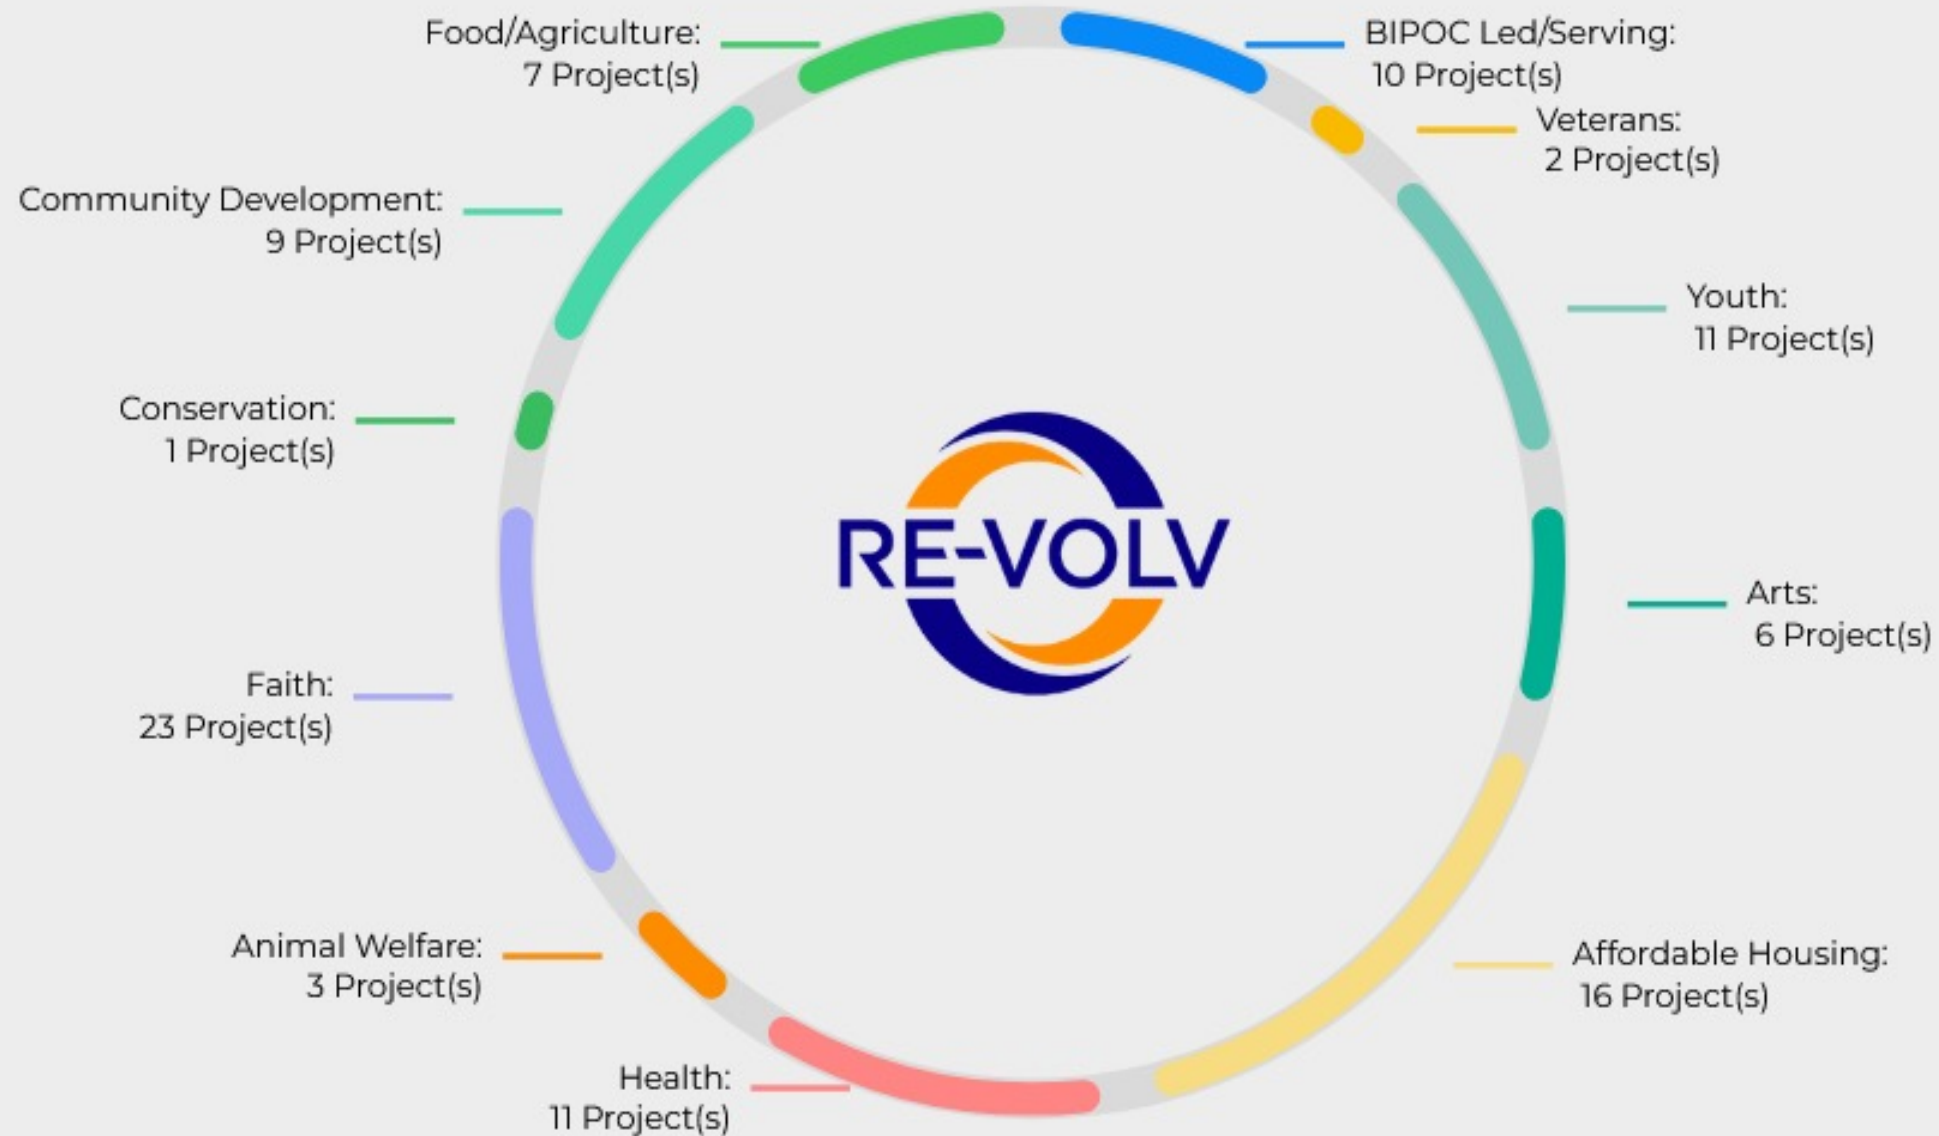 Food/Agriculture:
7 Project(s)
BIPOC Led/Serving:
10 Project(s)
Veterans:
2 Project(s)
Community Development:
9 Project(s)
Youth:
11 Project(s)
Conservation:
1 Project(s)
RE-VOLV
Arts:
6 Project(s)
Faith:
23 Project(s)
Animal Welfare:
3 Project(s)
Affordable Housing:
16 Project(s)
Health:
11 Project(s)